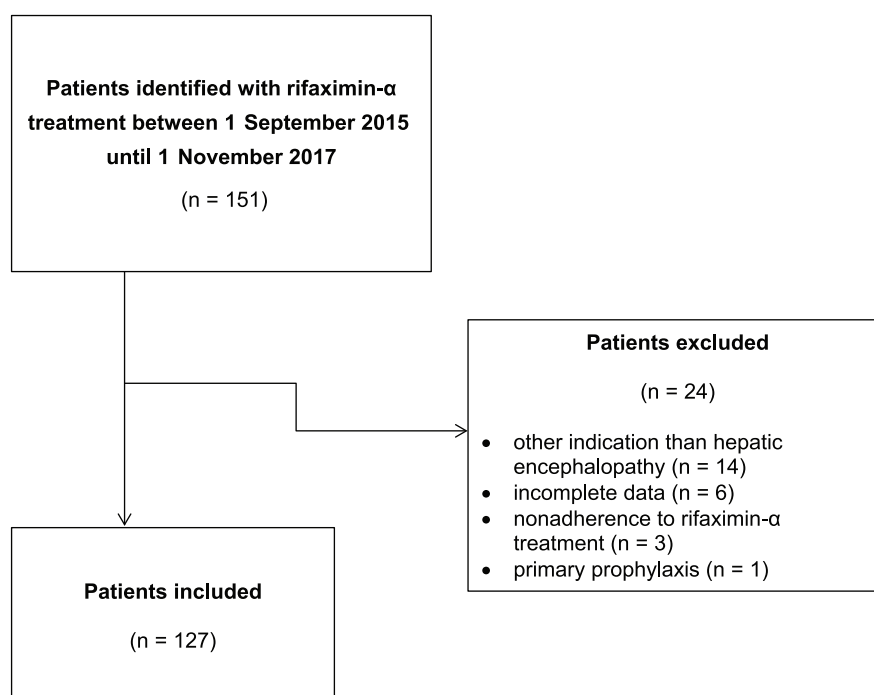 Patients identified with rifaximin-α
treatment between 1 September 2015
until 1 November 2017
(n = 151)
Patients excluded
(n = 24)
• other indication than hepatic
encephalopathy (n = 14)
• incomplete data (n = 6)
• nonadherence to rifaximin-α
treatment (n = 3)
• primary prophylaxis (n = 1)
Patients included
(n = 127)